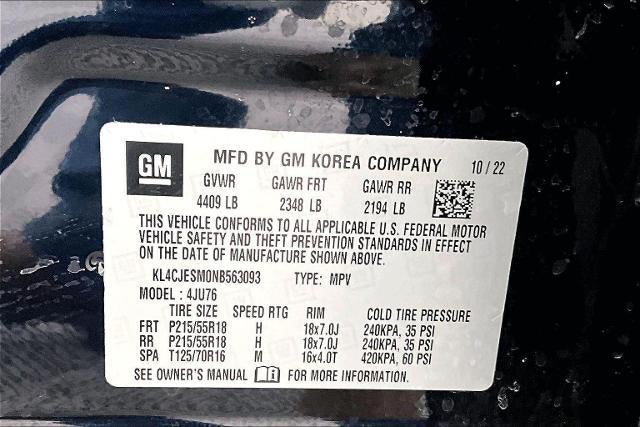 GM MFD BY GM KOREA COMPANY 10/22
GVWR GAWR FRT GAWR RR
4409 LB 2348 LB 2194 LB
THIS VEHICLE CONFORMS TO ALL APPLICABLE U.S. FEDERAL MOTOR
VEHICLE SAFETY AND THEFT PREVENTION STANDARDS IN EFFECT
ON THE DATE OF MANUFACTURE SHOWN ABOVE.
KL4CJESM0NB563093 TYPE: MPV
MODEL: 4JU76
TIRE SIZE SPEED RTG RIM COLD TIRE PRESSURE
FRT P215/55R18 H 18x7.0J 240KPA, 35 PSI
RR P215/55R18 H 18x7.0J 240KPA, 35 PSI
SPA T125/70R16 M 16x4.0T 420KPA, 60 PSI
SEE OWNER'S MANUAL FOR MORE INFORMATION.